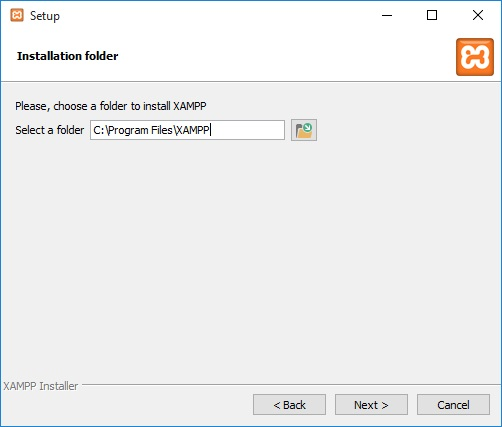 Setup
Installation folder
Please, choose a folder to install XAMPP
Select a folder C:\Program Files\XAMPP
XAMPP Installer
< Back Next > Cancel